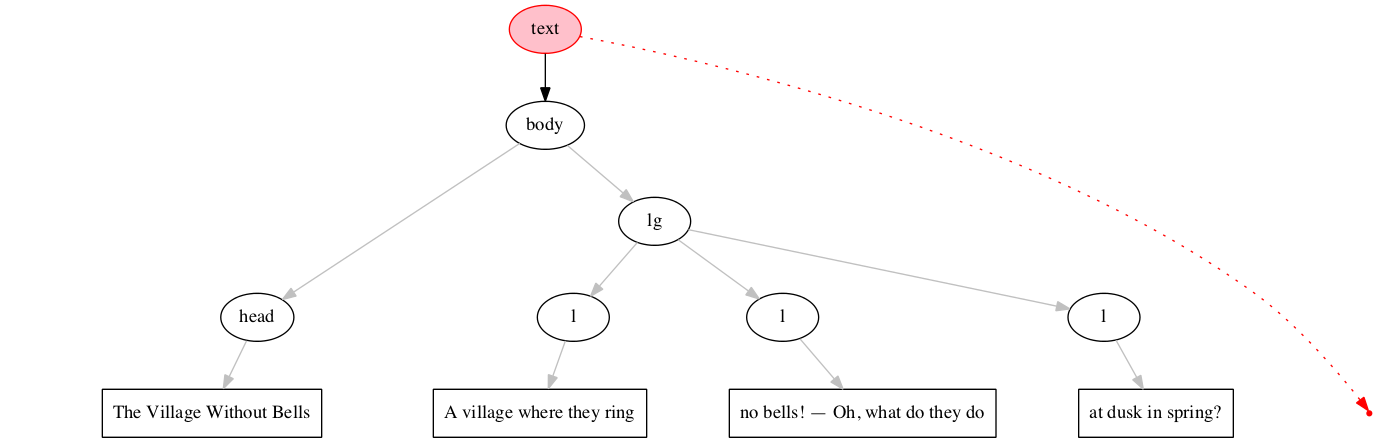 text
body
lg
head
l
l
l
The Village Without Bells
A village where they ring
no bells! — Oh, what do they do
at dusk in spring?